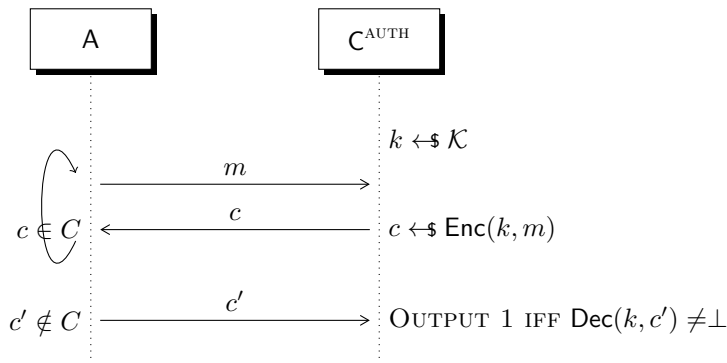 A C^AUTH
k ←$ 𝒦
m
c
c ∈ C c ←$ Enc(k, m)
c′
c′ ∉ C OUTPUT 1 IFF Dec(k, c′) ≠⊥